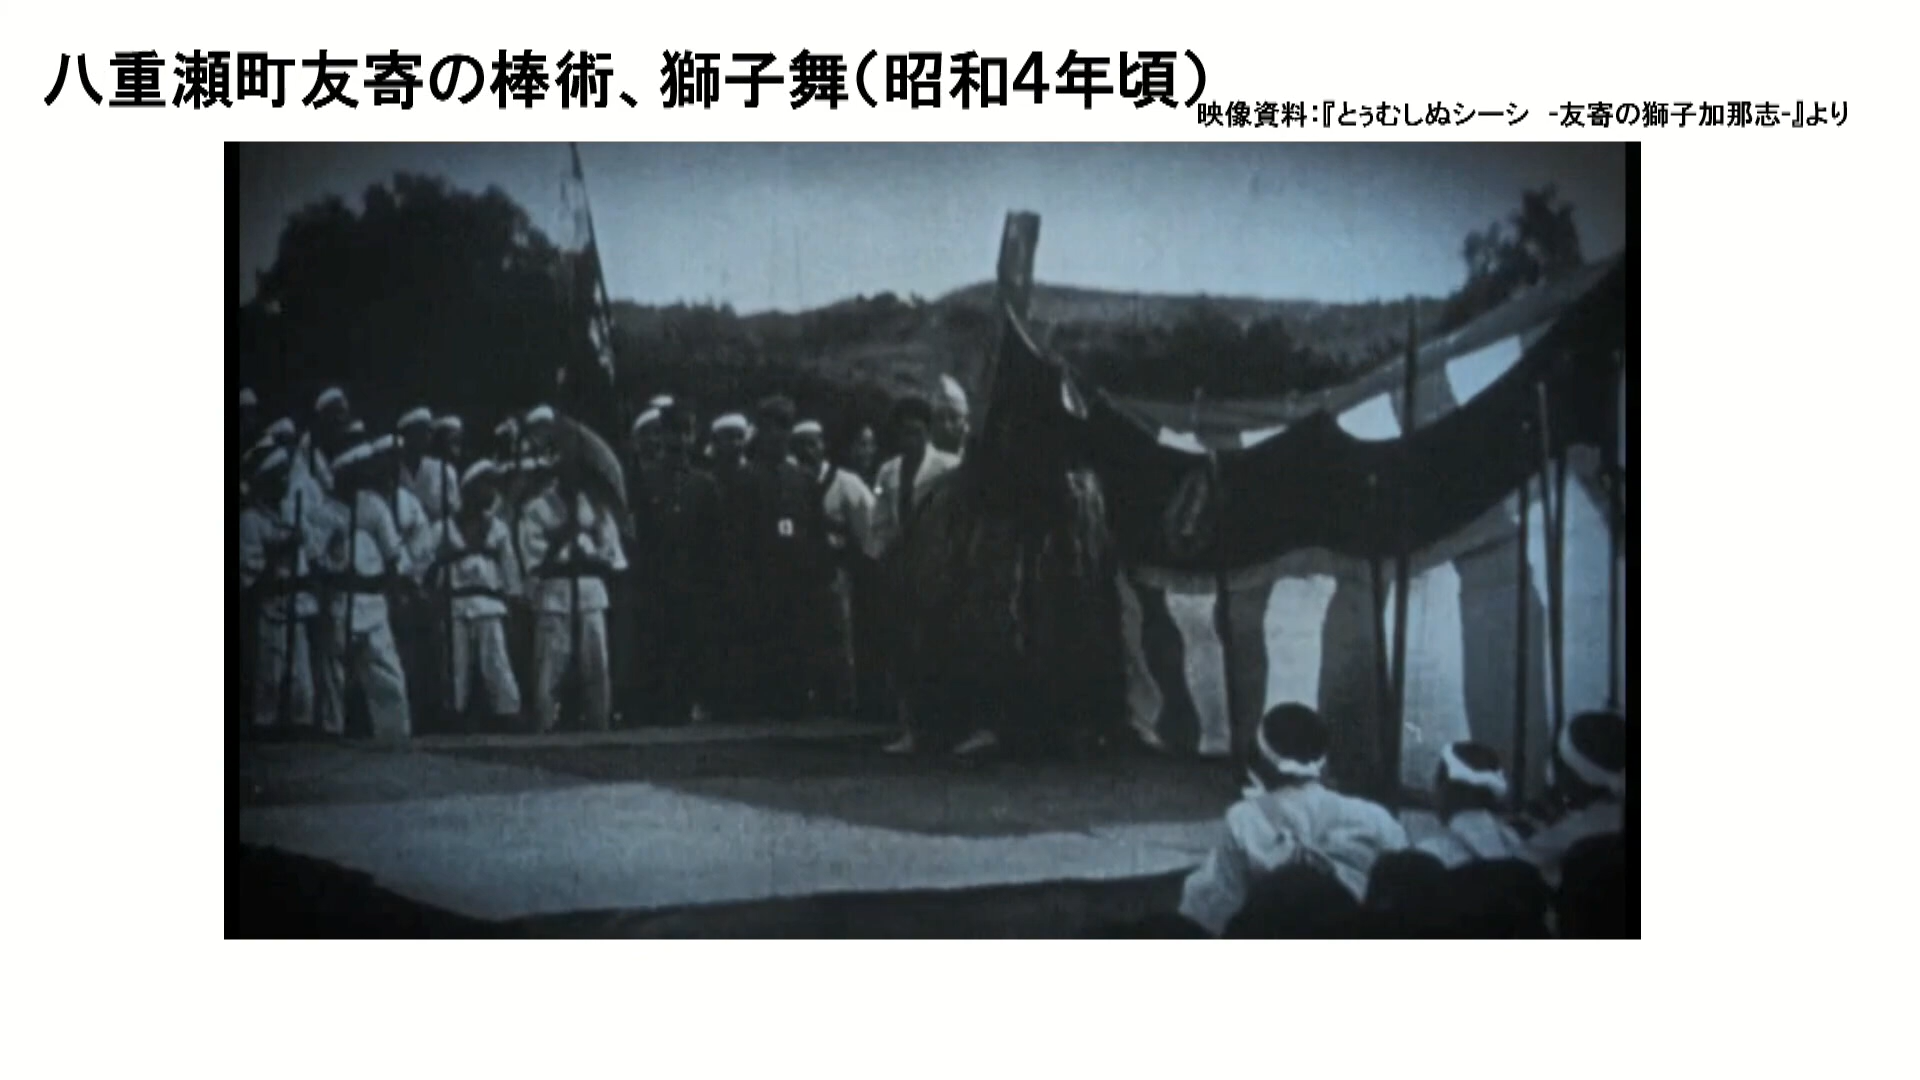 八重瀬町友寄の棒術、獅子舞（昭和4年頃）
映像資料：『とぅむしぬシーシ -友寄の獅子加那志-』より